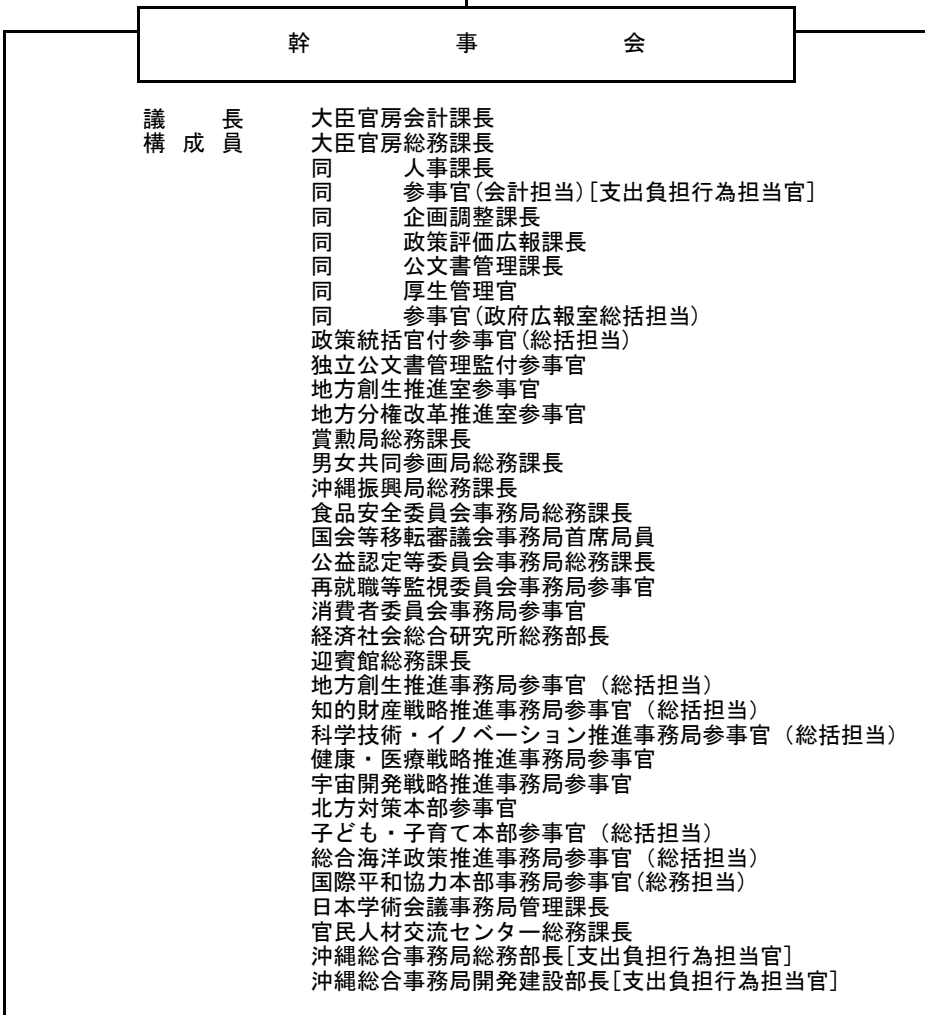 幹事会
議長 大臣官房会計課長
構成員 大臣官房総務課長
同 人事課長
同 参事官(会計担当)[支出負担行為担当官]
同 企画調整課長
同 政策評価広報課長
同 公文書管理課長
同 厚生管理官
同 参事官(政府広報室総括担当)
政策統括官付参事官(総括担当)
独立公文書管理監付参事官
地方創生推進室参事官
地方分権改革推進室参事官
賞勲局総務課長
男女共同参画局総務課長
沖縄振興局総務課長
食品安全委員会事務局総務課長
国会等移転審議会事務局首席局員
公益認定等委員会事務局総務課長
再就職等監視委員会事務局参事官
消費者委員会事務局参事官
経済社会総合研究所総務部長
迎賓館総務課長
地方創生推進事務局参事官(総括担当)
知的財産戦略推進事務局参事官(総括担当)
科学技術・イノベーション推進事務局参事官(総括担当)
健康・医療戦略推進事務局参事官
宇宙開発戦略推進事務局参事官
北方対策本部参事官
子ども・子育て本部参事官(総括担当)
総合海洋政策推進事務局参事官(総括担当)
国際平和協力本部事務局参事官(総務担当)
日本学術会議事務局管理課長
官民人材交流センター総務課長
沖縄総合事務局総務部長[支出負担行為担当官]
沖縄総合事務局開発建設部長[支出負担行為担当官]